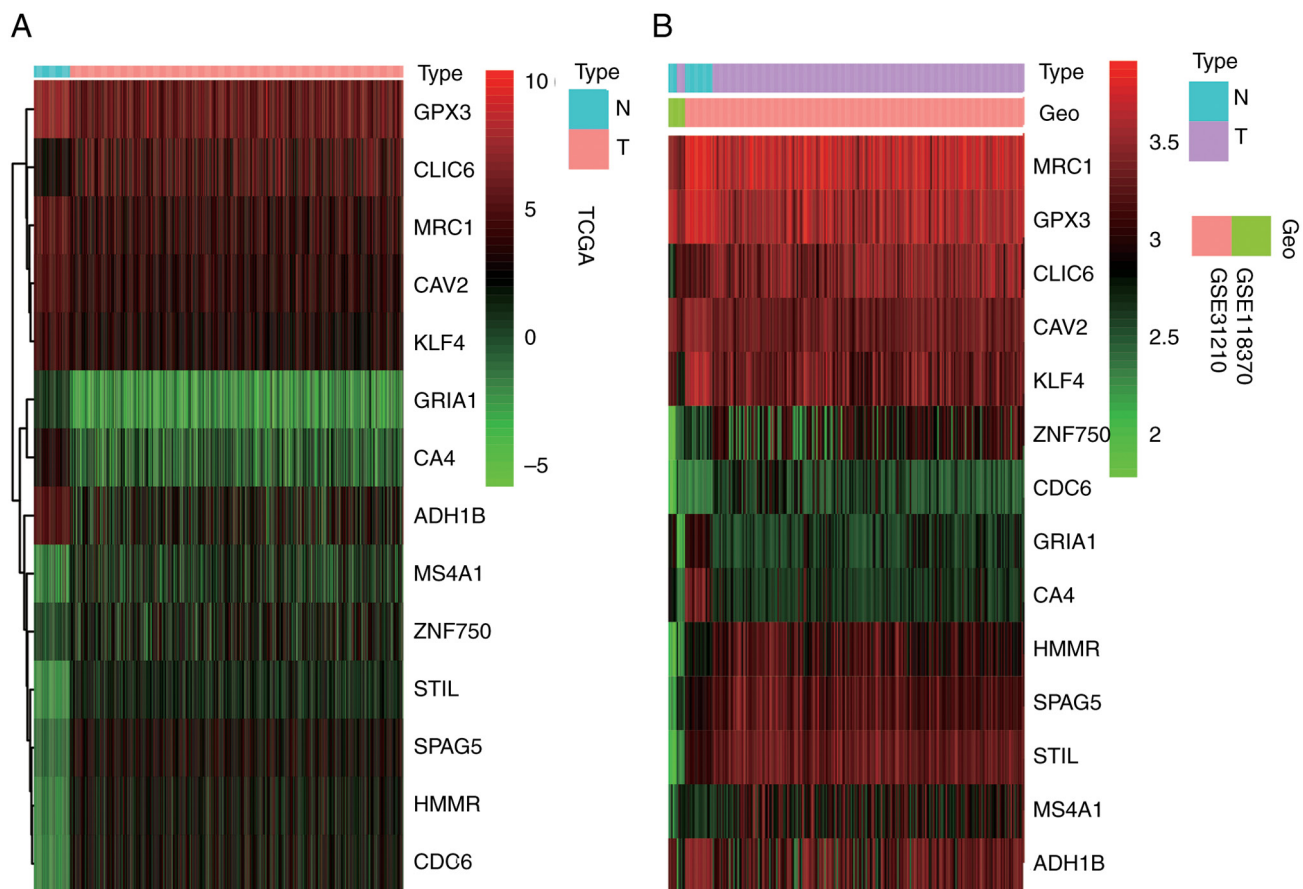 A
Type
GPX3
CLIC6
MRC1
CAV2
KLF4
GRIA1
CA4
ADH1B
MS4A1
ZNF750
STIL
SPAG5
HMMR
CDC6
10
5
0
–5
Type
N
T
TCGA
B
Type
Geo
MRC1
GPX3
CLIC6
CAV2
KLF4
ZNF750
CDC6
GRIA1
CA4
HMMR
SPAG5
STIL
MS4A1
ADH1B
3.5
3
2.5
2
Type
N
T
Geo
GSE118370
GSE31210